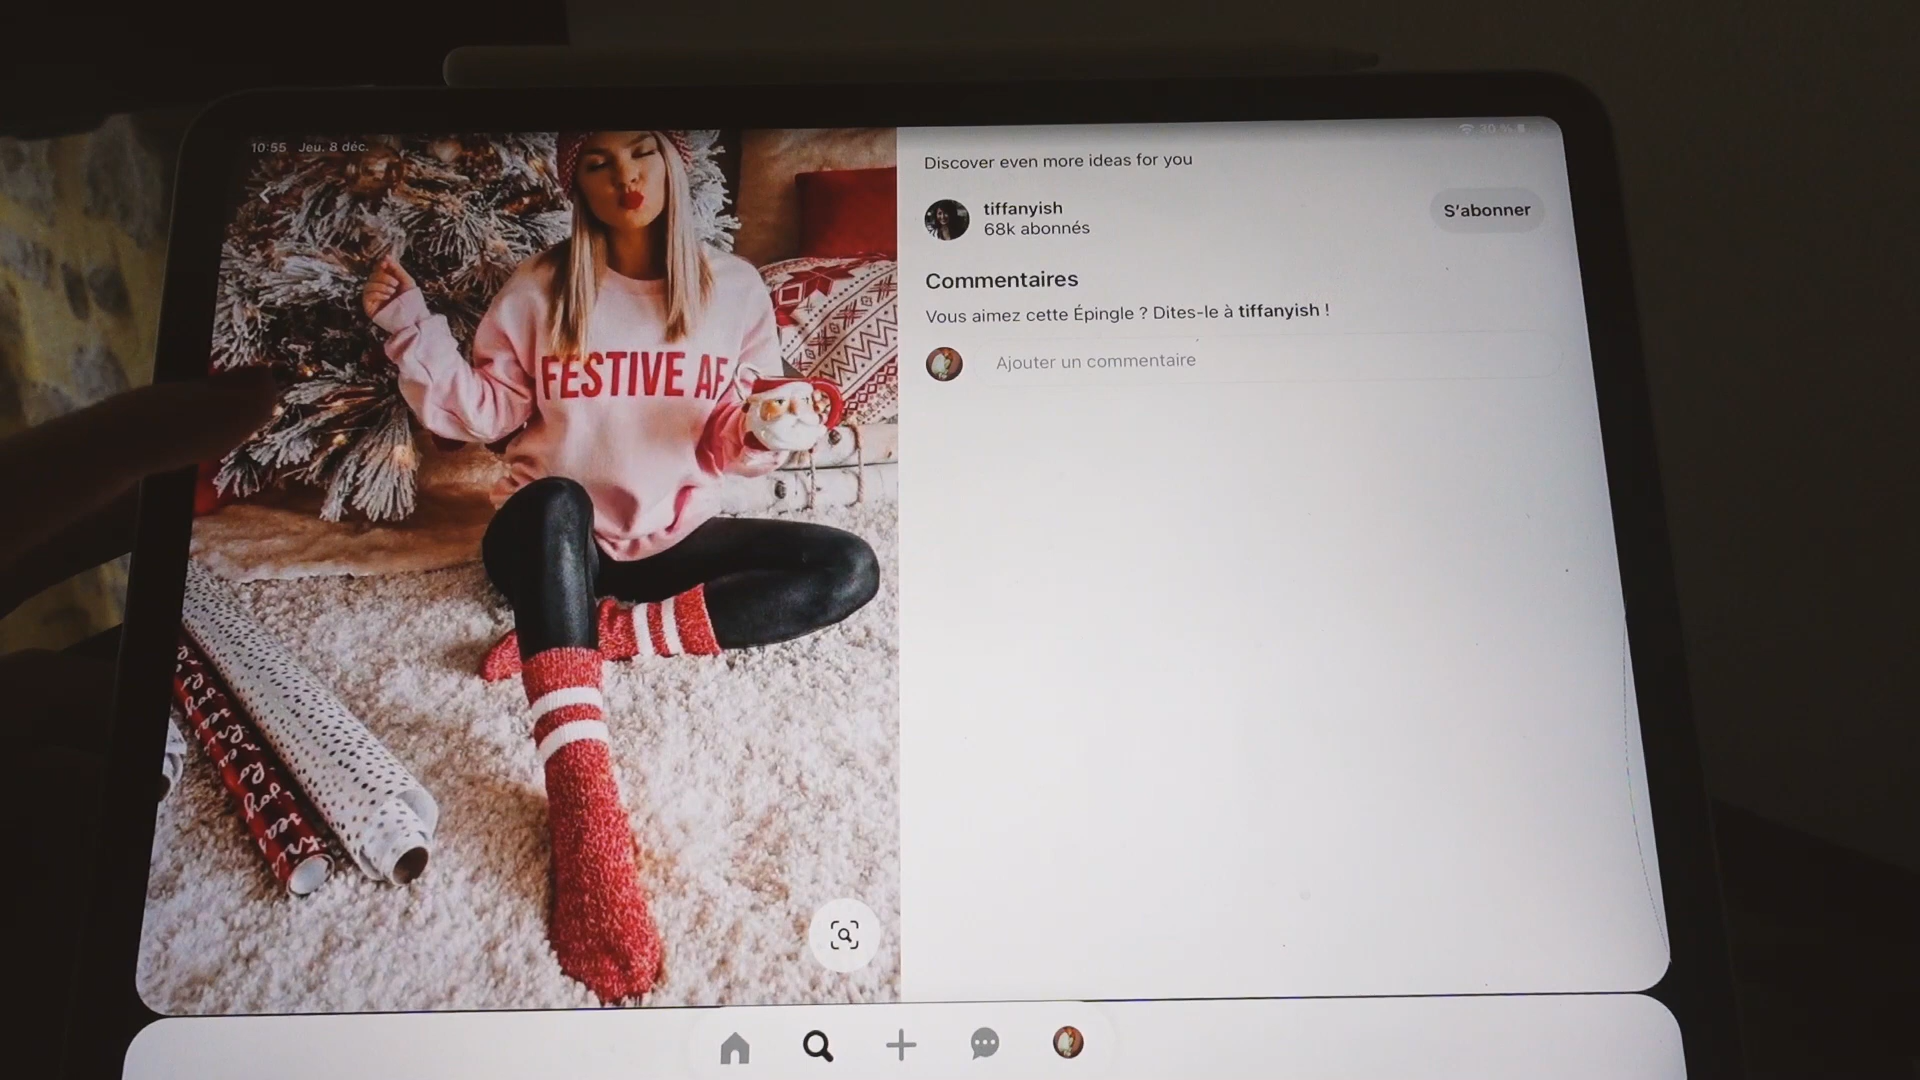 10:55 Jeu. 8 déc.
30 %
Discover even more ideas for you
tiffanyish
68k abonnés
S'abonner
Commentaires
Vous aimez cette Épingle ? Dites-le à tiffanyish !
Ajouter un commentaire
FESTIVE AF